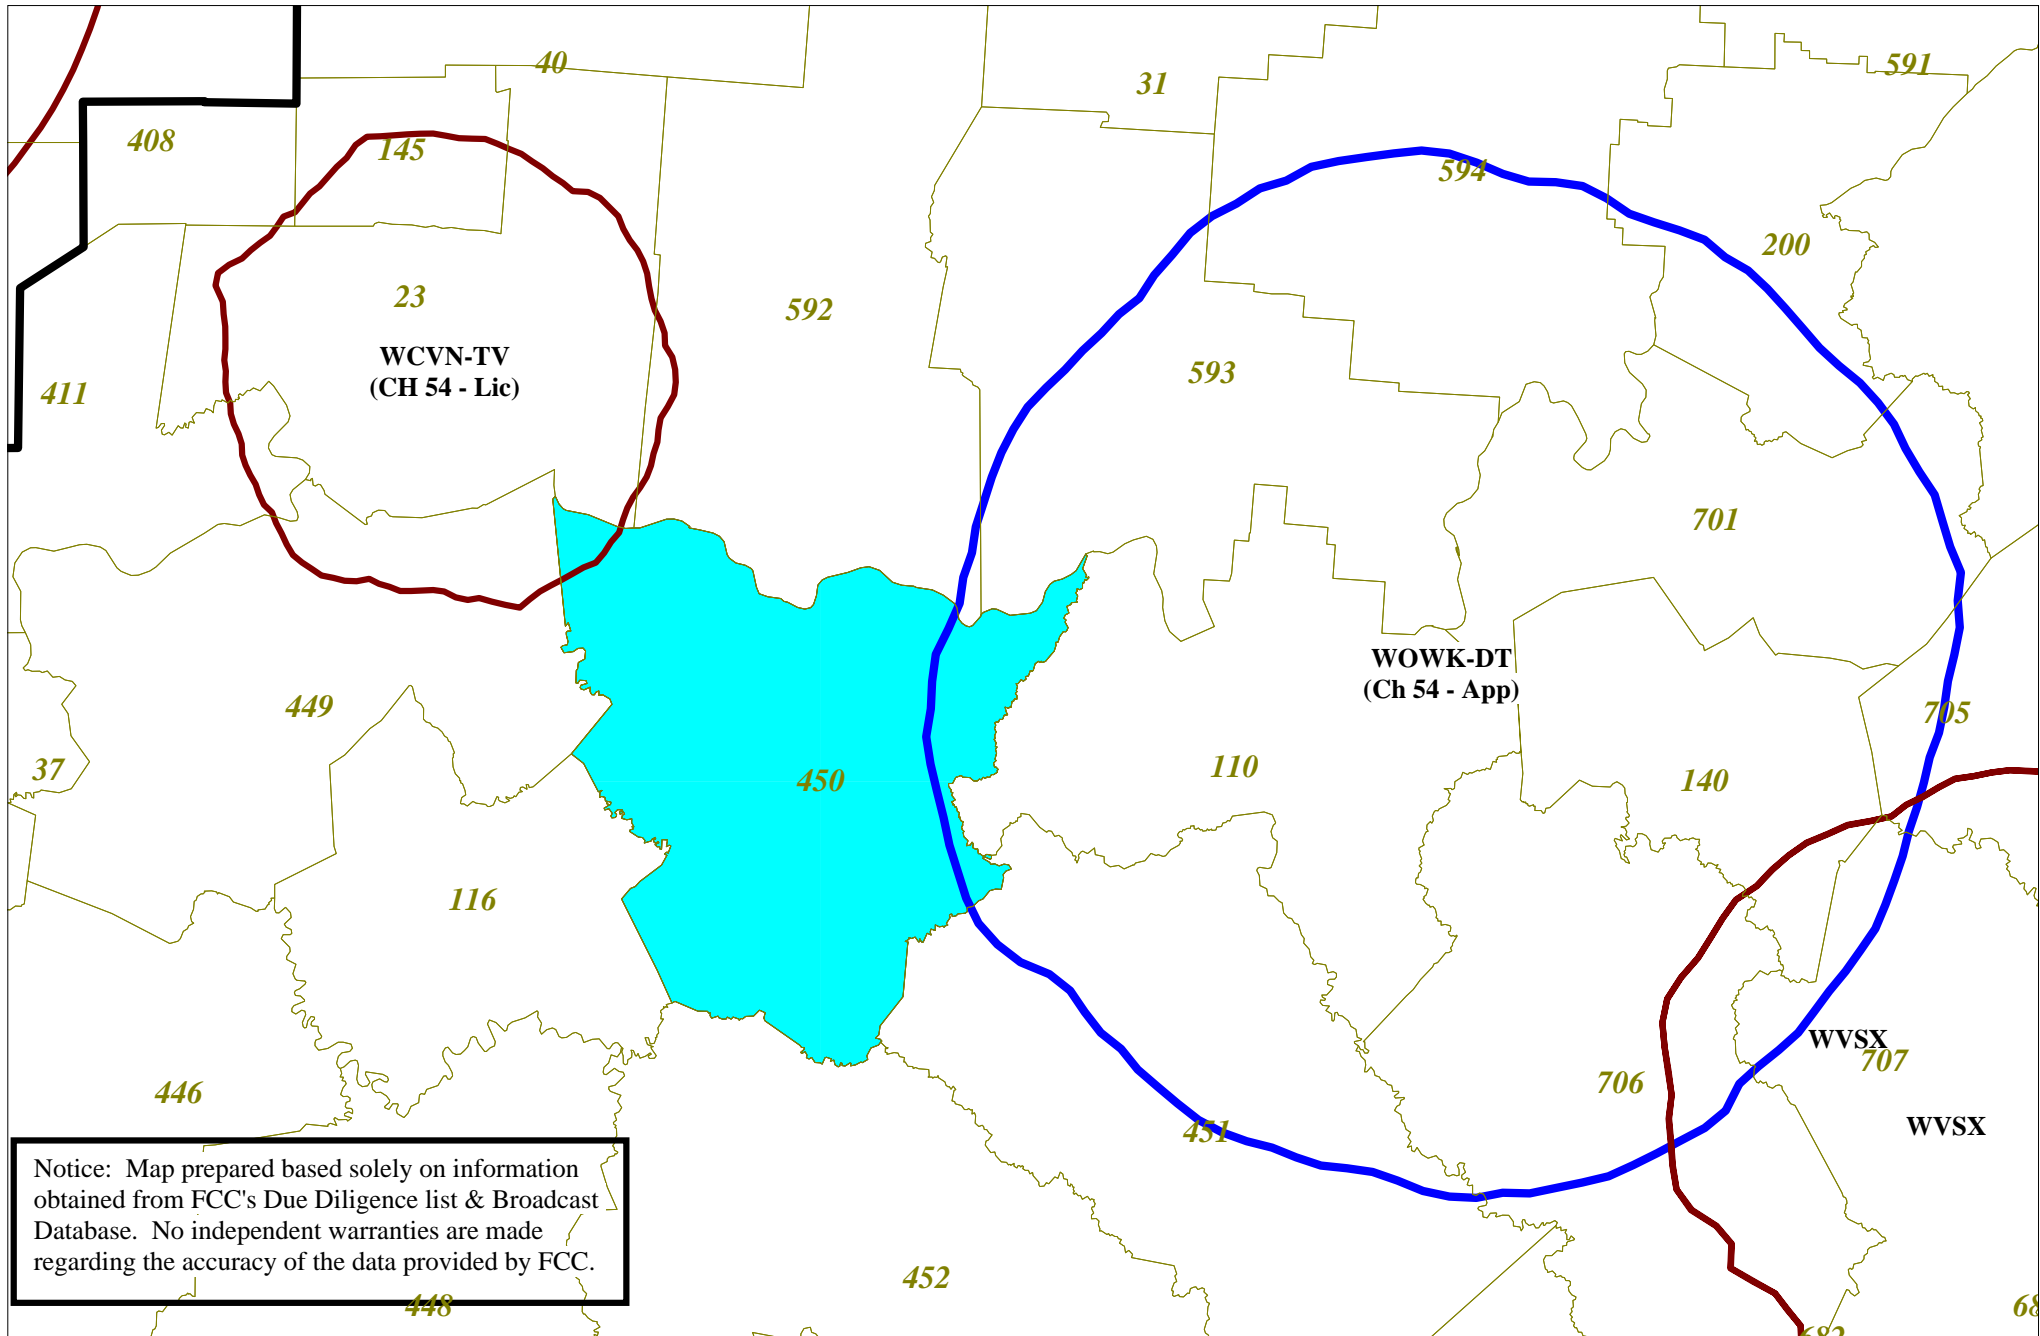 40
31
591
408
145
594
200
23
592
WCVN-TV
(CH 54 - Lic)
593
411
701
WOWK-DT
(Ch 54 - App)
449
705
37
450
110
140
116
WVSX
707
446
706
WVSX
451
Notice: Map prepared based solely on information
obtained from FCC's Due Diligence list & Broadcast
Database. No independent warranties are made
regarding the accuracy of the data provided by FCC.
452
448
682